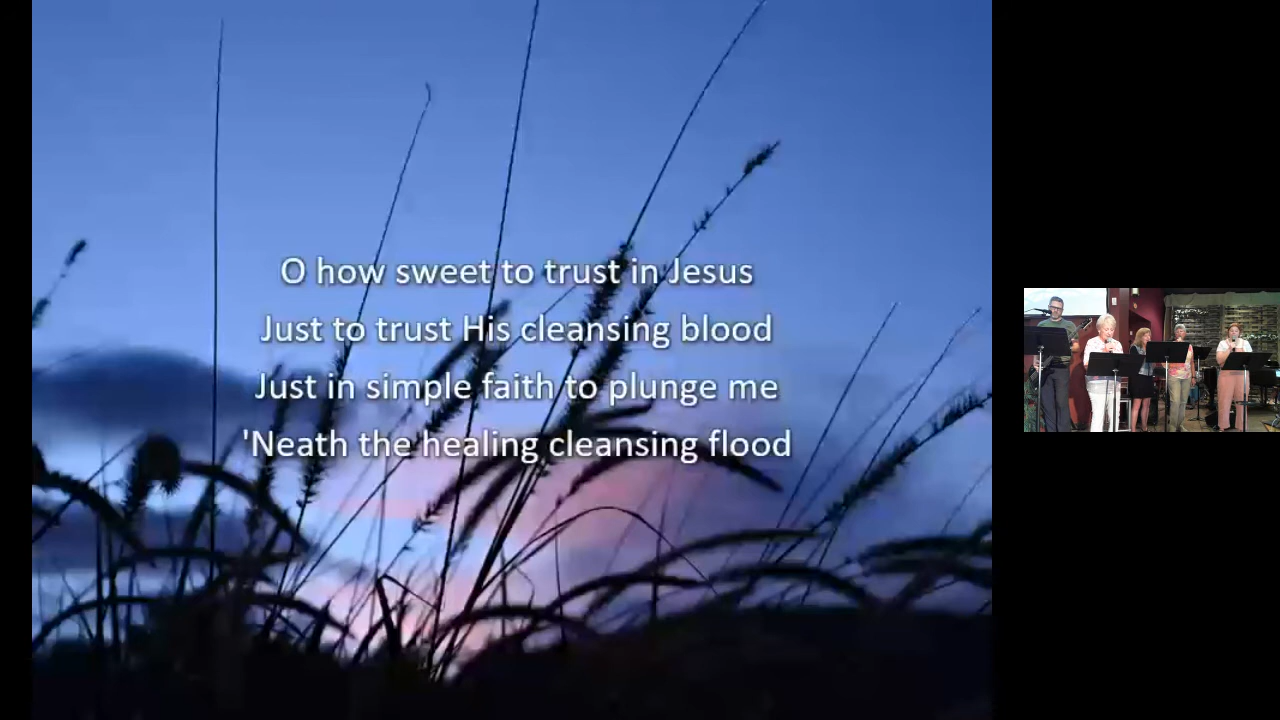 O how sweet to trust in Jesus
Just to trust His cleansing blood
Just in simple faith to plunge me
'Neath the healing cleansing flood